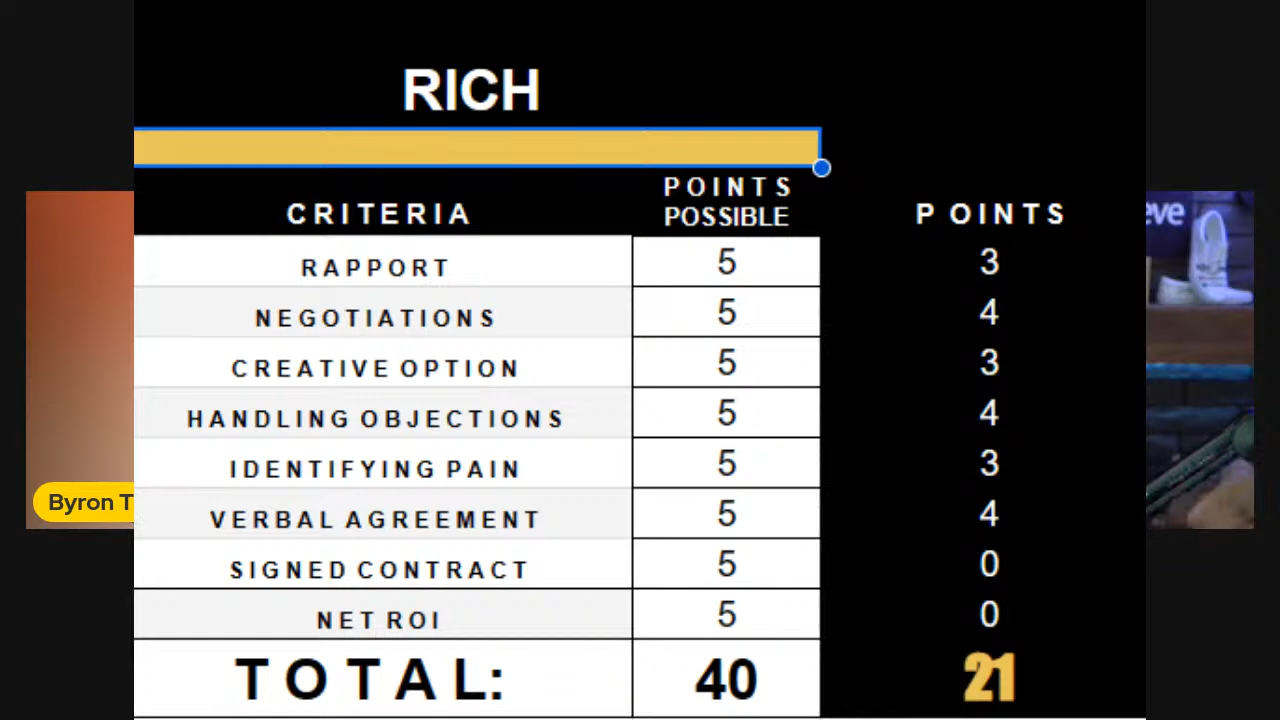 RICH
CRITERIA
POINTS
POSSIBLE
POINTS
RAPPORT 5 3
NEGOTIATIONS 5 4
CREATIVE OPTION 5 3
HANDLING OBJECTIONS 5 4
IDENTIFYING PAIN 5 3
VERBAL AGREEMENT 5 4
SIGNED CONTRACT 5 0
NET ROI 5 0
TOTAL: 40 21
Byron T
eve